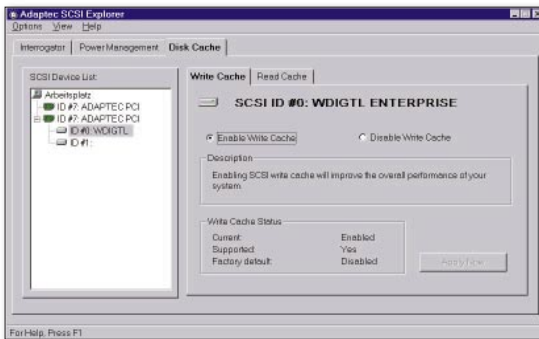 Adaptec SCSI Explorer
Options View Help
Interrogator Power Management Disk Cache
SCSI Device List:
Arbeitsplatz
ID #7: ADAPTEC PCI
ID #7: ADAPTEC PCI
ID #0: WDIGTL
ID #1:
Write Cache Read Cache
SCSI ID #0: WDIGTL ENTERPRISE
Enable Write Cache Disable Write Cache
Description
Enabling SCSI write cache will improve the overall performance of your
system.
Write Cache Status
Current: Enabled
Supported: Yes
Factory default: Disabled
Apply Now
For Help, Press F1